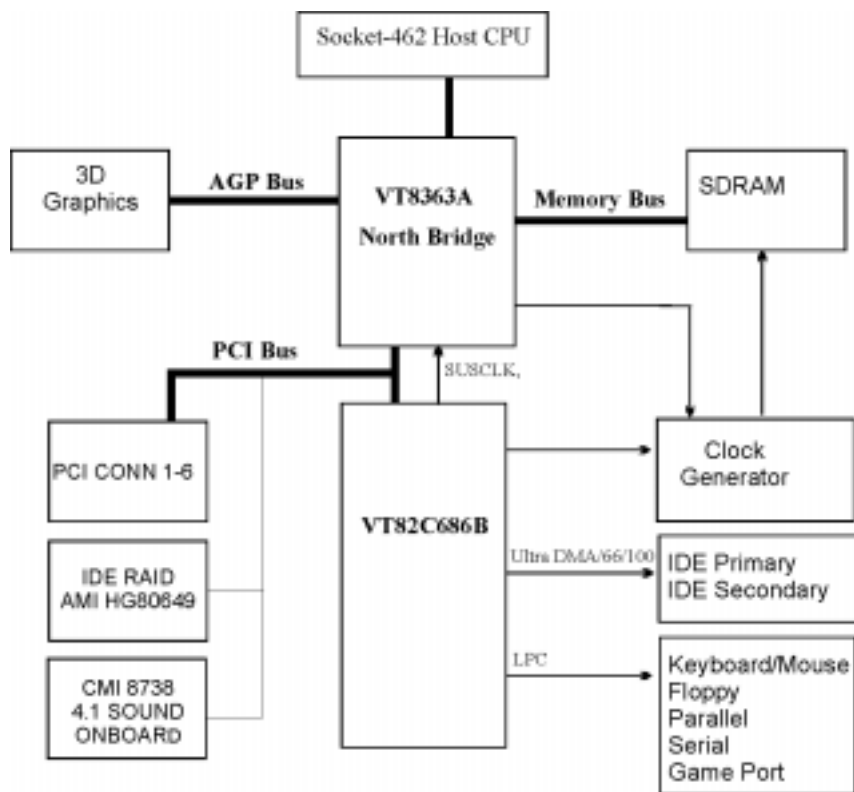 Socket-462 Host CPU
3D
Graphics
AGP Bus
VT8363A
North Bridge
Memory Bus
SDRAM
PCI Bus
SUSCLK,
PCI CONN 1-6
Clock
Generator
VT82C686B
IDE RAID
AMI HG80649
Ultra DMA/66/100
IDE Primary
IDE Secondary
CMI 8738
4.1 SOUND
ONBOARD
LPC
Keyboard/Mouse
Floppy
Parallel
Serial
Game Port